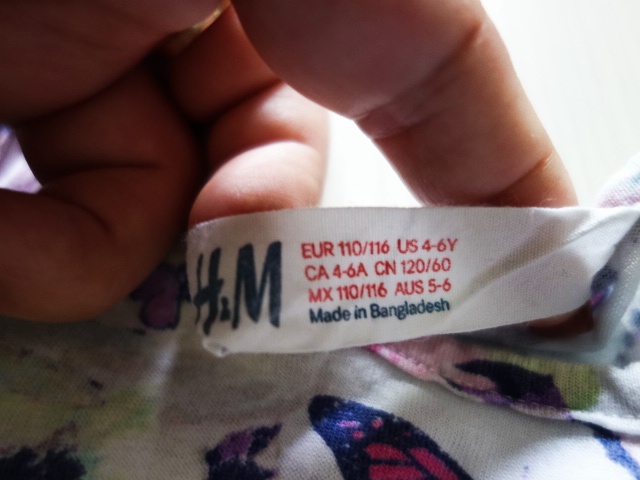 H&M
EUR 110/116 US 4-6Y
CA 4-6A CN 120/60
MX 110/116 AUS 5-6
Made in Bangladesh